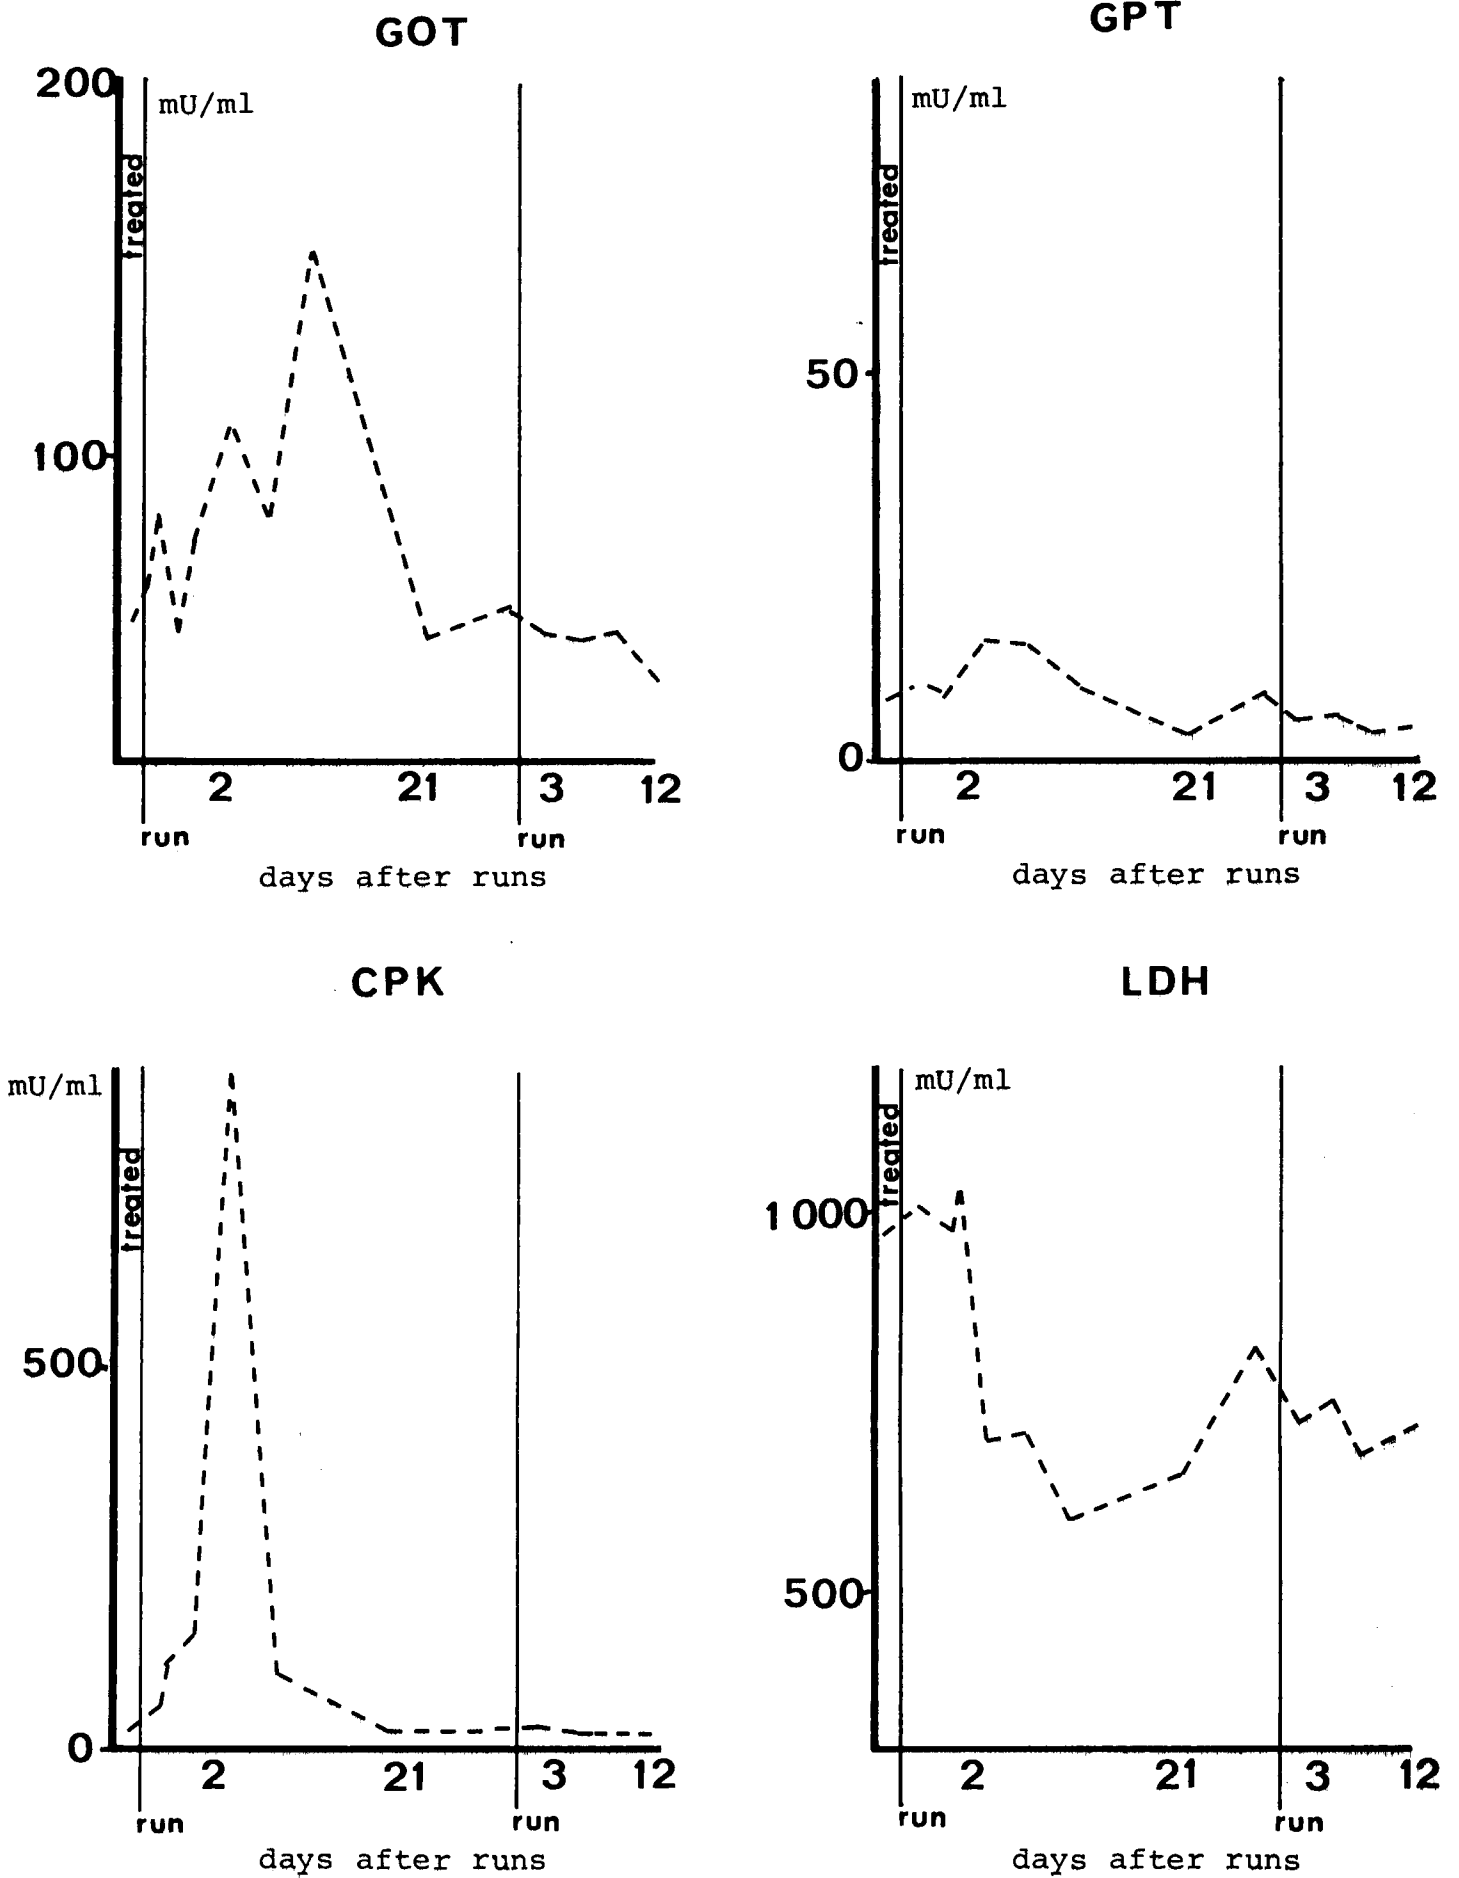 GOT
200
mU/ml
treated
100
2 21 3 12
run run
days after runs
GPT
mU/ml
treated
50
0
2 21 3 12
run run
days after runs
CPK
mU/ml
treated
500
0
2 21 3 12
run run
days after runs
LDH
mU/ml
treated
1000
500
2 21 3 12
run run
days after runs